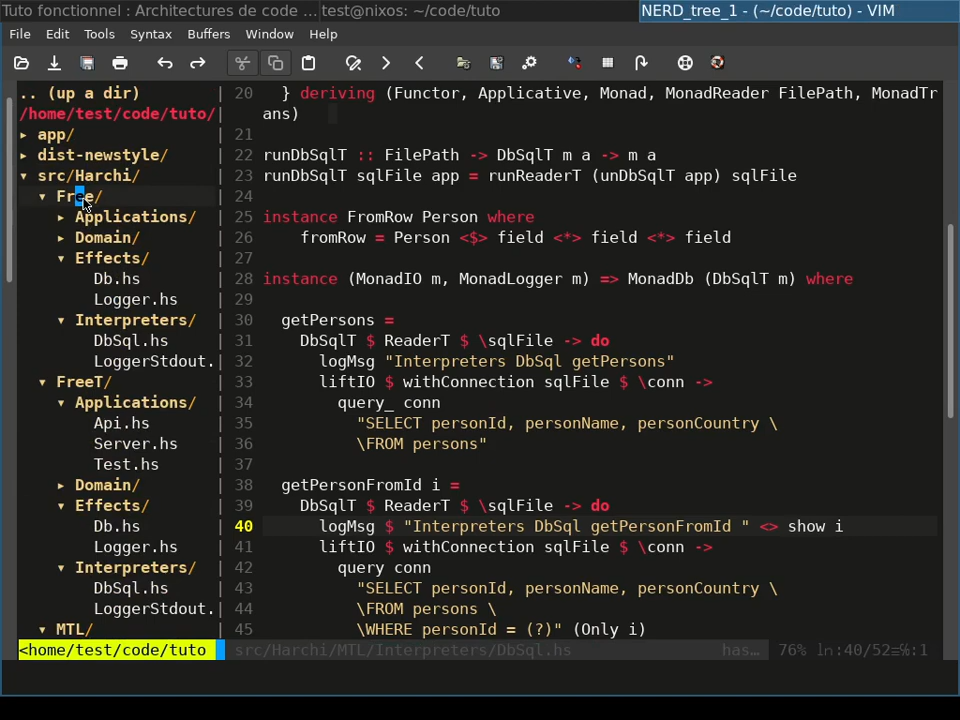 Tuto fonctionnel : Architectures de code ... test@nixos: ~/code/tuto NERD_tree_1 - (~/code/tuto) - VIM
File Edit Tools Syntax Buffers Window Help
.. (up a dir)
/home/test/code/tuto/
▸ app/
▸ dist-newstyle/
▾ src/Harchi/
▾ Free/
▸ Applications/
▸ Domain/
▾ Effects/
Db.hs
Logger.hs
▾ Interpreters/
DbSql.hs
LoggerStdout.
▾ FreeT/
▾ Applications/
Api.hs
Server.hs
Test.hs
▸ Domain/
▾ Effects/
Db.hs
Logger.hs
▾ Interpreters/
DbSql.hs
LoggerStdout.
▾ MTL/
<home/test/code/tuto
20 } deriving (Functor, Applicative, Monad, MonadReader FilePath, MonadTr
ans)
21
22 runDbSqlT :: FilePath -> DbSqlT m a -> m a
23 runDbSqlT sqlFile app = runReaderT (unDbSqlT app) sqlFile
24
25 instance FromRow Person where
26 fromRow = Person <$> field <*> field <*> field
27
28 instance (MonadIO m, MonadLogger m) => MonadDb (DbSqlT m) where
29
30 getPersons =
31 DbSqlT $ ReaderT $ \sqlFile -> do
32 logMsg "Interpreters DbSql getPersons"
33 liftIO $ withConnection sqlFile $ \conn ->
34 query_ conn
35 "SELECT personId, personName, personCountry \
36 \FROM persons"
37
38 getPersonFromId i =
39 DbSqlT $ ReaderT $ \sqlFile -> do
40 logMsg $ "Interpreters DbSql getPersonFromId " <> show i
41 liftIO $ withConnection sqlFile $ \conn ->
42 query conn
43 "SELECT personId, personName, personCountry \
44 \FROM persons \
45 \WHERE personId = (?)" (Only i)
src/Harchi/MTL/Interpreters/DbSql.hs has… 76% ln:40/52≡℅:1